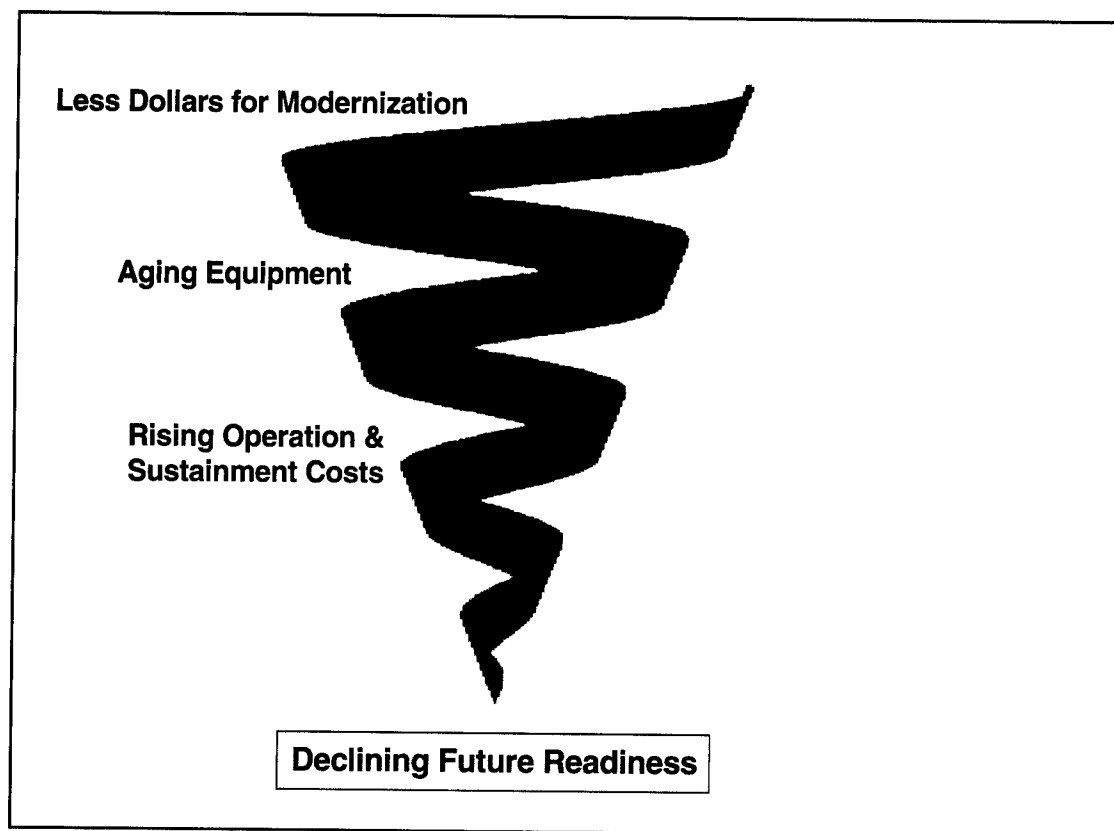 Less Dollars for Modernization
Aging Equipment
Rising Operation &
Sustainment Costs
Declining Future Readiness